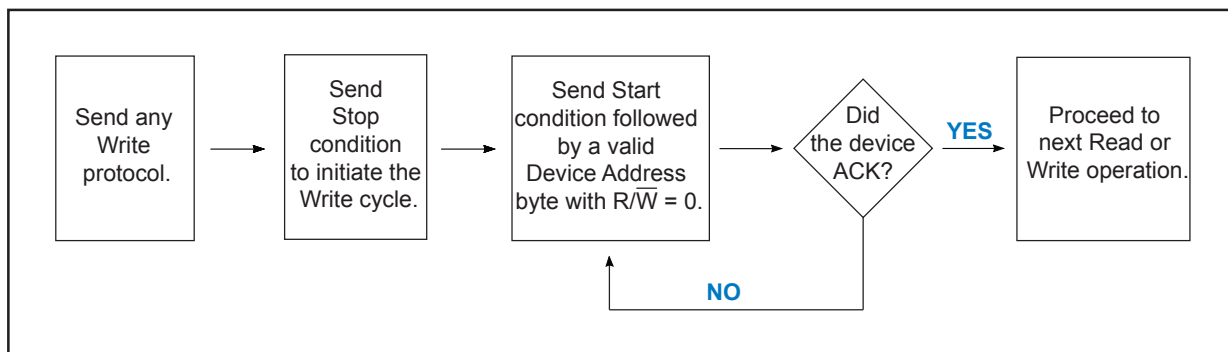 Send any
Write
protocol.
Send
Stop
condition
to initiate the
Write cycle.
Send Start
condition followed
by a valid
Device Address
byte with R/W̅ = 0.
Did
the device
ACK?
YES
NO
Proceed to
next Read or
Write operation.